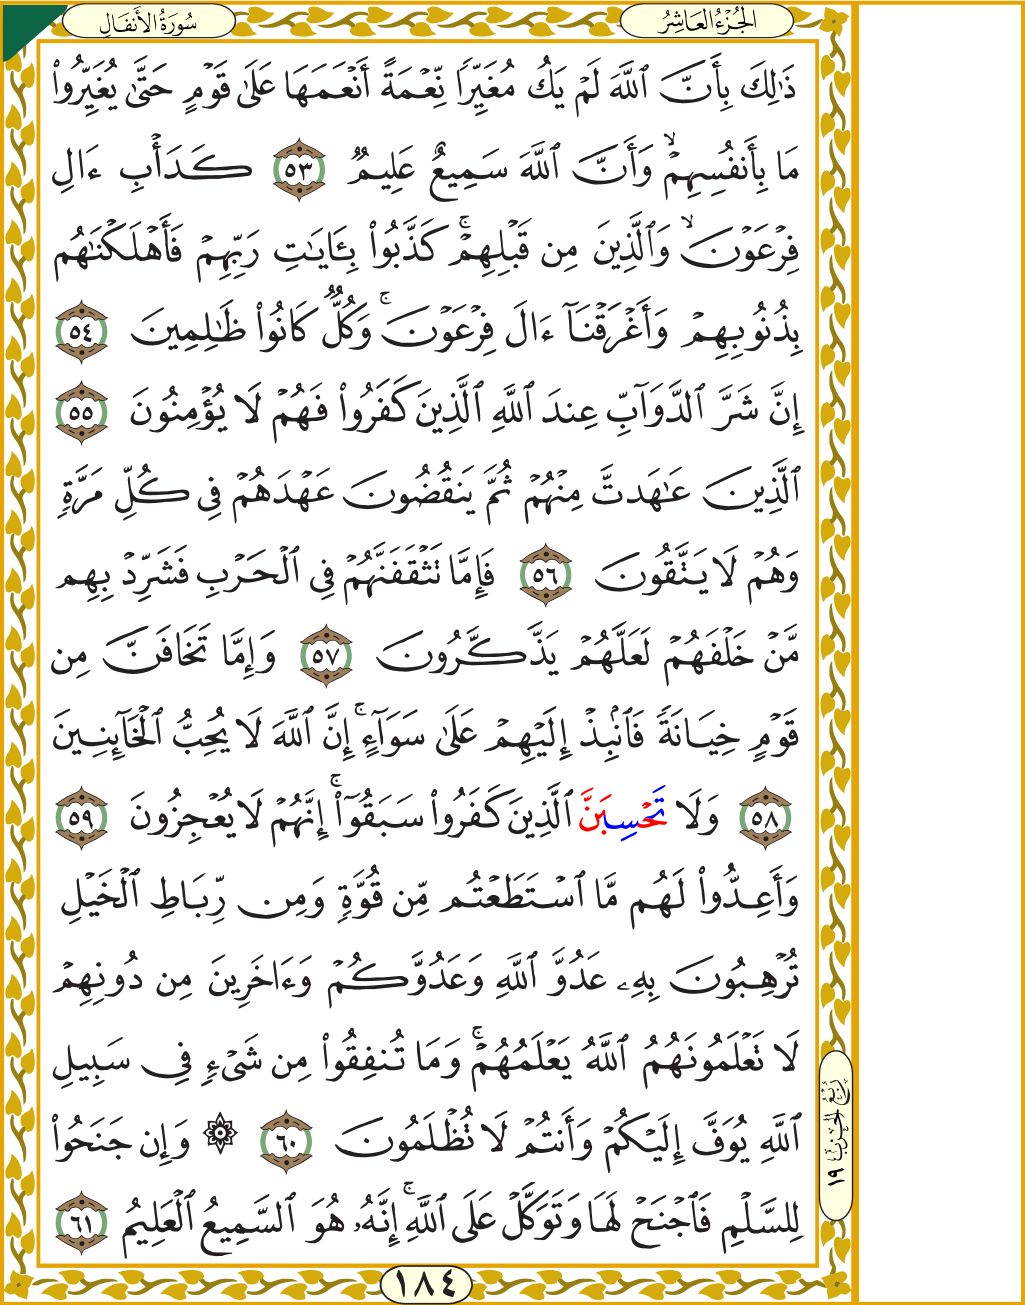 سُورَةُ الأَنفَالِ
الجُزْءُ العَاشِرُ
ذَٰلِكَ بِأَنَّ ٱللَّهَ لَمْ يَكُ مُغَيِّرًا نِّعْمَةً أَنْعَمَهَا عَلَىٰ قَوْمٍ حَتَّىٰ يُغَيِّرُوا۟
مَا بِأَنفُسِهِمْ ۙ وَأَنَّ ٱللَّهَ سَمِيعٌ عَلِيمٌ ٥٣ كَدَأْبِ ءَالِ
فِرْعَوْنَ ۙ وَٱلَّذِينَ مِن قَبْلِهِمْ ۚ كَذَّبُوا۟ بِـَٔايَٰتِ رَبِّهِمْ فَأَهْلَكْنَٰهُم
بِذُنُوبِهِمْ وَأَغْرَقْنَآ ءَالَ فِرْعَوْنَ ۚ وَكُلٌّ كَانُوا۟ ظَٰلِمِينَ ٥٤
إِنَّ شَرَّ ٱلدَّوَآبِّ عِندَ ٱللَّهِ ٱلَّذِينَ كَفَرُوا۟ فَهُمْ لَا يُؤْمِنُونَ ٥٥
ٱلَّذِينَ عَٰهَدتَّ مِنْهُمْ ثُمَّ يَنقُضُونَ عَهْدَهُمْ فِى كُلِّ مَرَّةٍ
وَهُمْ لَا يَتَّقُونَ ٥٦ فَإِمَّا تَثْقَفَنَّهُمْ فِى ٱلْحَرْبِ فَشَرِّدْ بِهِم
مَّنْ خَلْفَهُمْ لَعَلَّهُمْ يَذَّكَّرُونَ ٥٧ وَإِمَّا تَخَافَنَّ مِن
قَوْمٍ خِيَانَةً فَٱنۢبِذْ إِلَيْهِمْ عَلَىٰ سَوَآءٍ ۚ إِنَّ ٱللَّهَ لَا يُحِبُّ ٱلْخَآئِنِينَ
٥٨ وَلَا تَحْسِبَنَّ ٱلَّذِينَ كَفَرُوا۟ سَبَقُوٓا۟ ۚ إِنَّهُمْ لَا يُعْجِزُونَ ٥٩
وَأَعِدُّوا۟ لَهُم مَّا ٱسْتَطَعْتُم مِّن قُوَّةٍ وَمِن رِّبَاطِ ٱلْخَيْلِ
تُرْهِبُونَ بِهِۦ عَدُوَّ ٱللَّهِ وَعَدُوَّكُمْ وَءَاخَرِينَ مِن دُونِهِمْ
لَا تَعْلَمُونَهُمُ ٱللَّهُ يَعْلَمُهُمْ ۚ وَمَا تُنفِقُوا۟ مِن شَىْءٍ فِى سَبِيلِ
ٱللَّهِ يُوَفَّ إِلَيْكُمْ وَأَنتُمْ لَا تُظْلَمُونَ ٦٠ ۞ وَإِن جَنَحُوا۟
لِلسَّلْمِ فَٱجْنَحْ لَهَا وَتَوَكَّلْ عَلَى ٱللَّهِ ۚ إِنَّهُۥ هُوَ ٱلسَّمِيعُ ٱلْعَلِيمُ ٦١
رُبْعُ الحِزْبِ ١٩
١٨٤